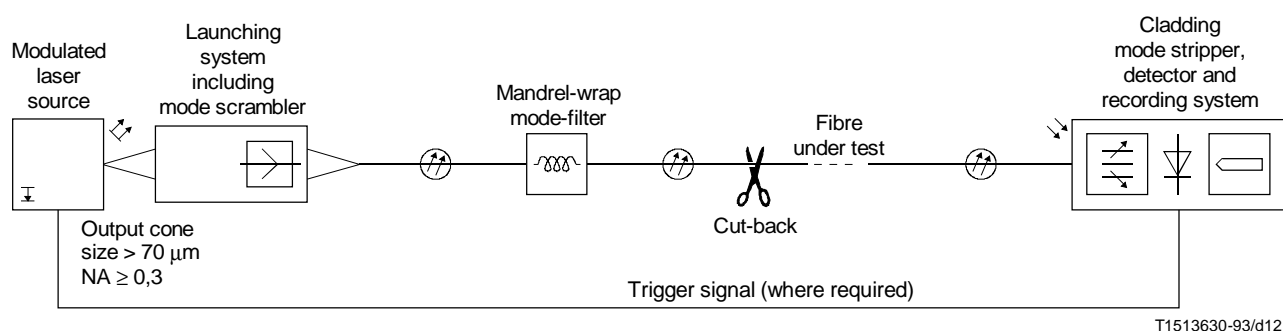 Modulated
laser
source
Launching
system
including
mode scrambler
Mandrel-wrap
mode-filter
Fibre
under test
Cladding
mode stripper,
detector and
recording system
Cut-back
Output cone
size > 70 μm
NA ≥ 0,3
Trigger signal (where required)
T1513630-93/d12